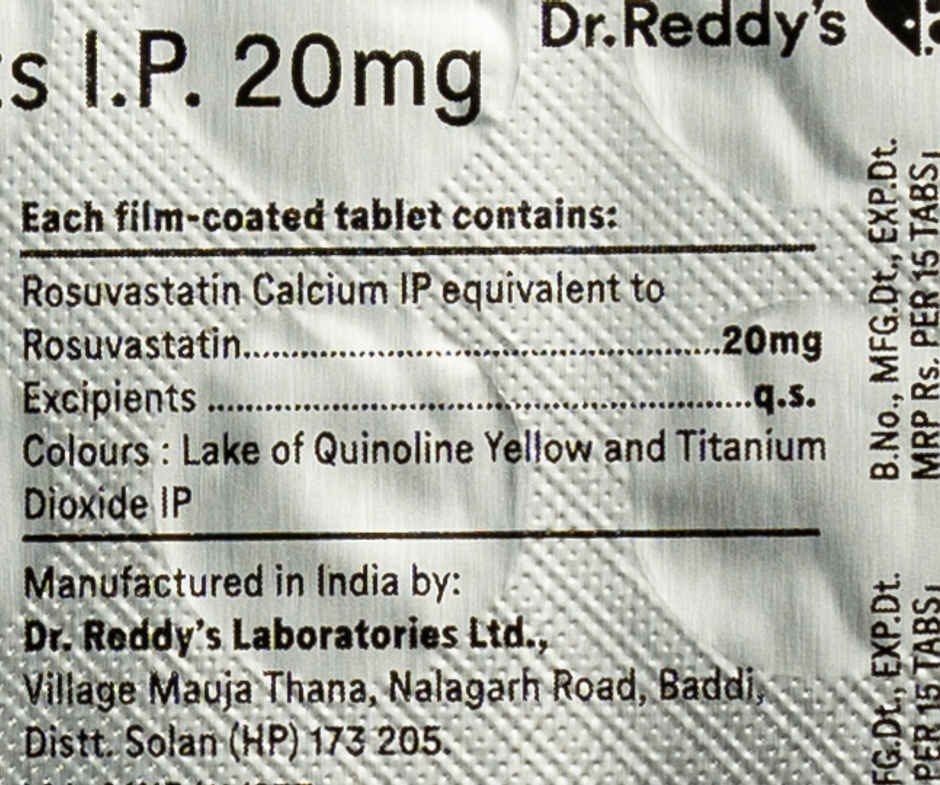 I.P. 20mg
Dr.Reddy's
Each film-coated tablet contains:
Rosuvastatin Calcium IP equivalent to
Rosuvastatin..................................................20mg
Excipients ..........................................................q.s.
Colours : Lake of Quinoline Yellow and Titanium
Dioxide IP
Manufactured in India by:
Dr. Reddy's Laboratories Ltd.,
Village Mauja Thana, Nalagarh Road, Baddi,
Distt. Solan (HP) 173 205.
B.No., MFG.Dt., EXP.Dt.
MRP Rs. PER 15 TABS
FG.Dt., EXP.Dt.
PER 15 TABS